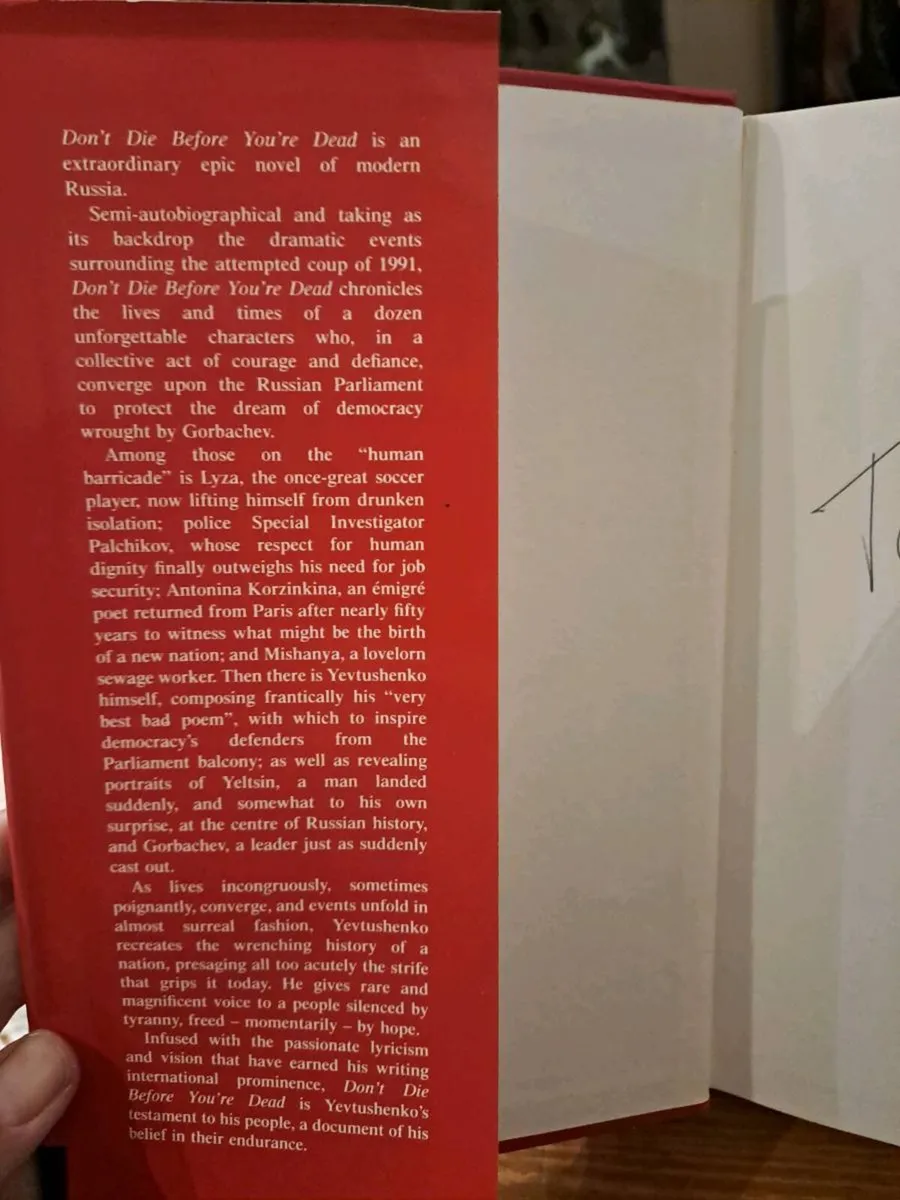 Don't Die Before You're Dead is an
extraordinary epic novel of modern
Russia.
Semi-autobiographical and taking as
its backdrop the dramatic events
surrounding the attempted coup of 1991,
Don't Die Before You're Dead chronicles
the lives and times of a dozen
unforgettable characters who, in a
collective act of courage and defiance,
converge upon the Russian Parliament
to protect the dream of democracy
wrought by Gorbachev.
Among those on the “human
barricade” is Lyza, the once-great soccer
player, now lifting himself from drunken
isolation; police Special Investigator
Palchikov, whose respect for human
dignity finally outweighs his need for job
security; Antonina Korzinkina, an émigré
poet returned from Paris after nearly fifty
years to witness what might be the birth
of a new nation; and Mishanya, a lovelorn
sewage worker. Then there is Yevtushenko
himself, composing frantically his “very
best bad poem”, with which to inspire
democracy's defenders from the
Parliament balcony; as well as revealing
portraits of Yeltsin, a man landed
suddenly, and somewhat to his own
surprise, at the centre of Russian history,
and Gorbachev, a leader just as suddenly
cast out.
As lives incongruously, sometimes
poignantly, converge, and events unfold in
almost surreal fashion, Yevtushenko
recreates the wrenching history of a
nation, presaging all too acutely the strife
that grips it today. He gives rare and
magnificent voice to a people silenced by
tyranny, freed – momentarily – by hope.
Infused with the passionate lyricism
and vision that have earned his writing
international prominence, Don't Die
Before You're Dead is Yevtushenko's
testament to his people, a document of his
belief in their endurance.